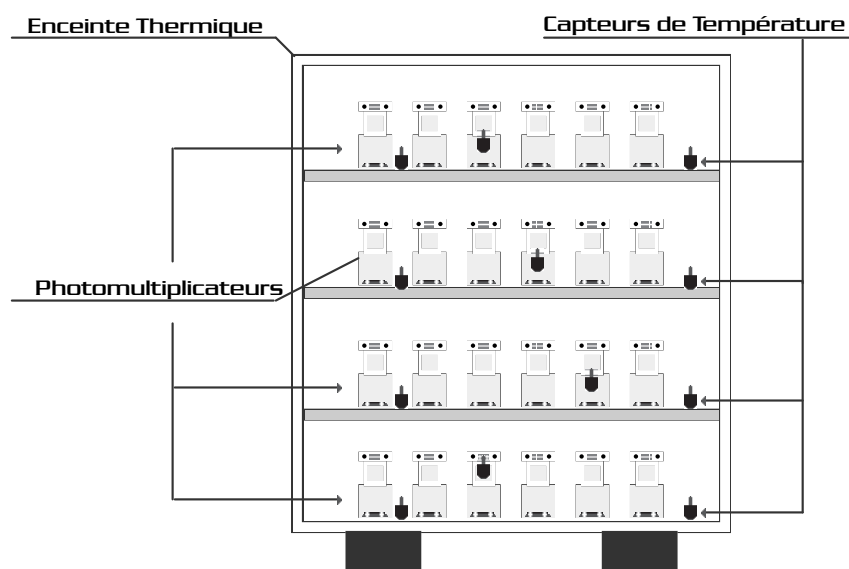 Enceinte Thermique
Capteurs de Température
Photomultiplicateurs